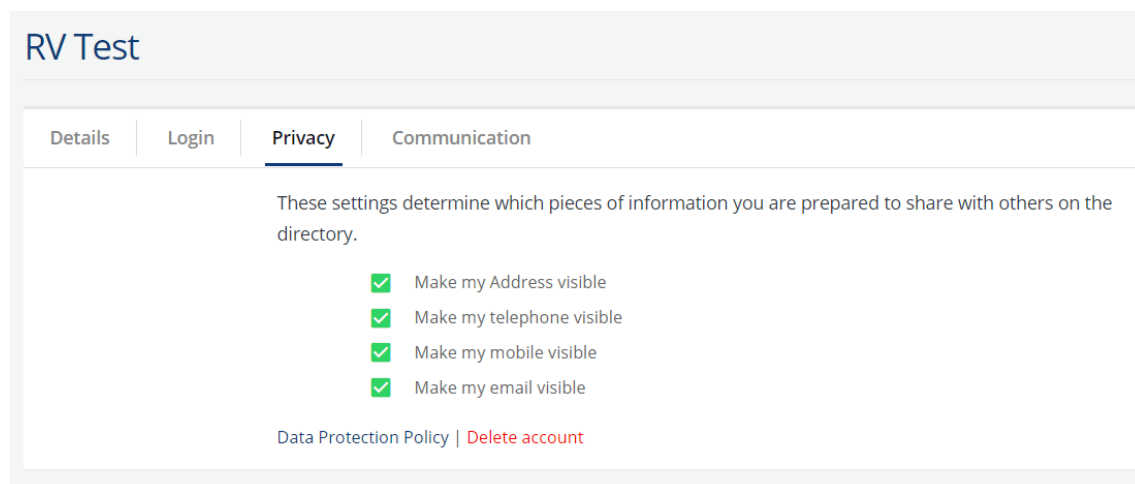 RV Test
Details Login Privacy Communication
These settings determine which pieces of information you are prepared to share with others on the
directory.
Make my Address visible
Make my telephone visible
Make my mobile visible
Make my email visible
Data Protection Policy | Delete account